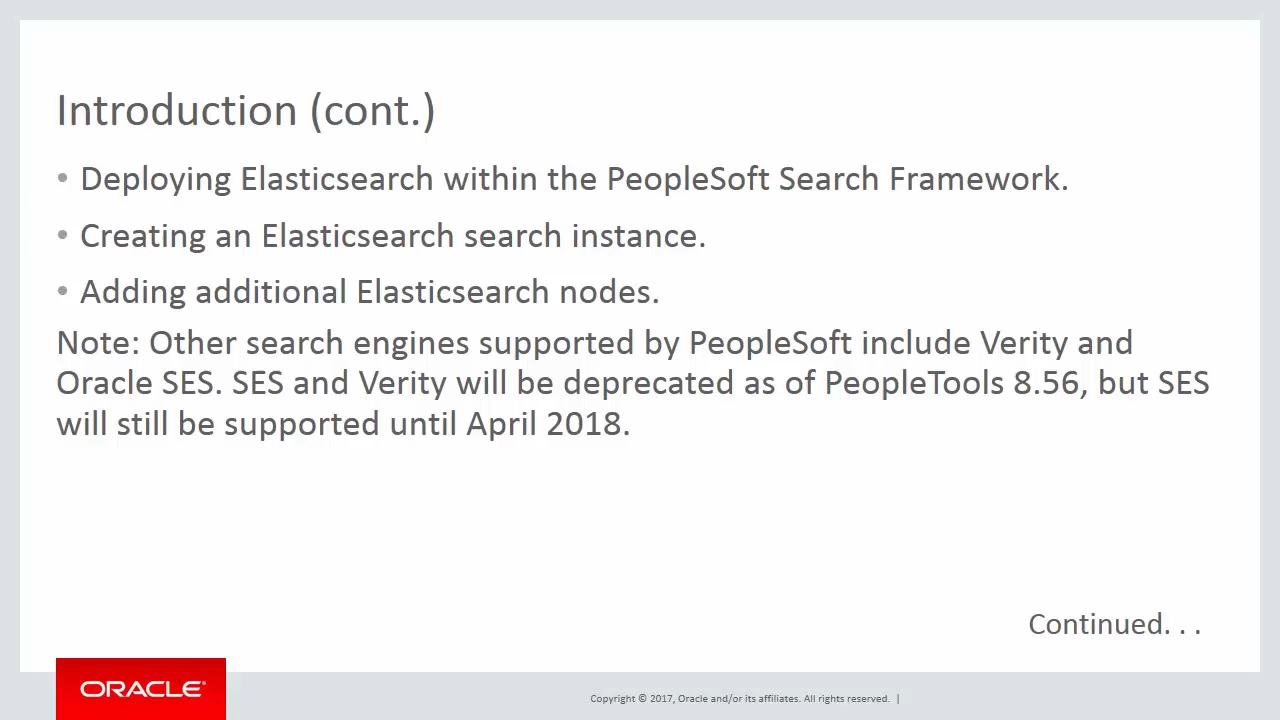 Introduction (cont.)
• Deploying Elasticsearch within the PeopleSoft Search Framework.
• Creating an Elasticsearch search instance.
• Adding additional Elasticsearch nodes.
Note: Other search engines supported by PeopleSoft include Verity and
Oracle SES. SES and Verity will be deprecated as of PeopleTools 8.56, but SES
will still be supported until April 2018.
Continued. . .
ORACLE®
Copyright © 2017, Oracle and/or its affiliates. All rights reserved. |